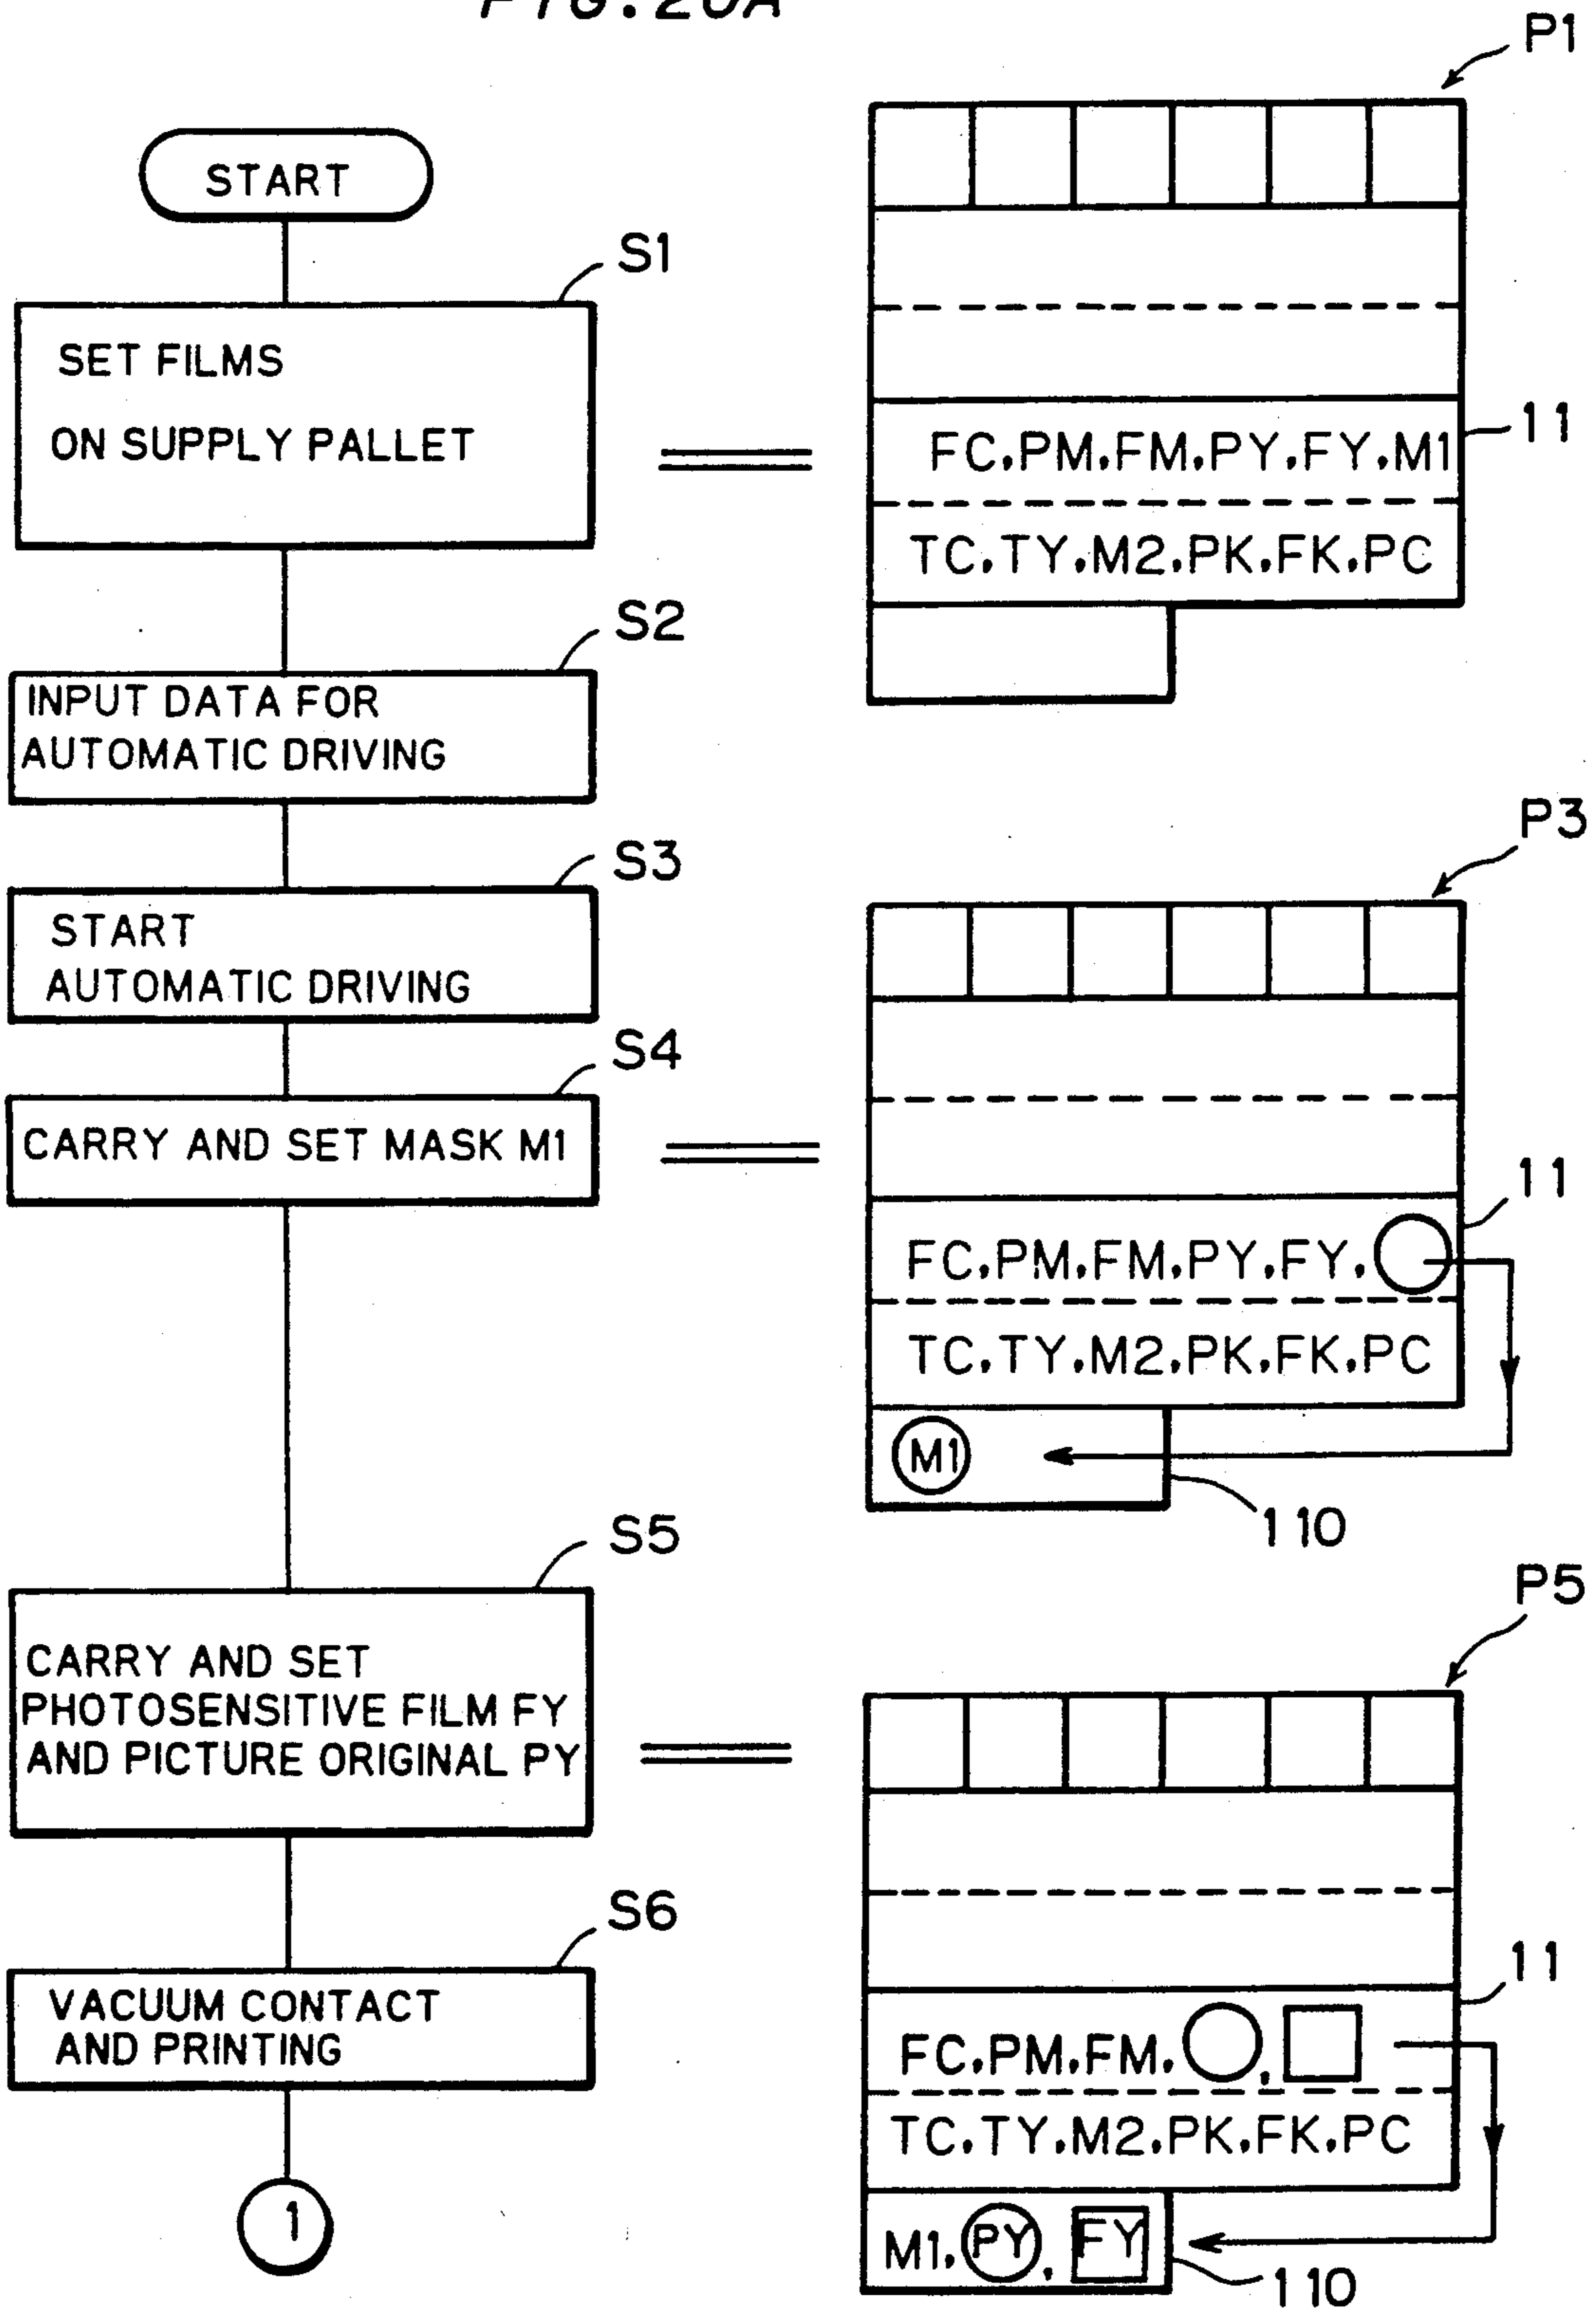 FIG.20A
START
S1
SET FILMS
ON SUPPLY PALLET
S2
INPUT DATA FOR
AUTOMATIC DRIVING
S3
START
AUTOMATIC DRIVING
S4
CARRY AND SET MASK M1
S5
CARRY AND SET
PHOTOSENSITIVE FILM FY
AND PICTURE ORIGINAL PY
S6
VACUUM CONTACT
AND PRINTING
1
P1
11
FC.PM.FM.PY.FY.M1
TC.TY.M2.PK.FK.PC
P3
11
FC.PM.FM.PY.FY.
TC.TY.M2.PK.FK.PC
M1
110
P5
11
FC.PM.FM. ,
TC.TY.M2.PK.FK.PC
M1. PY , FY
110